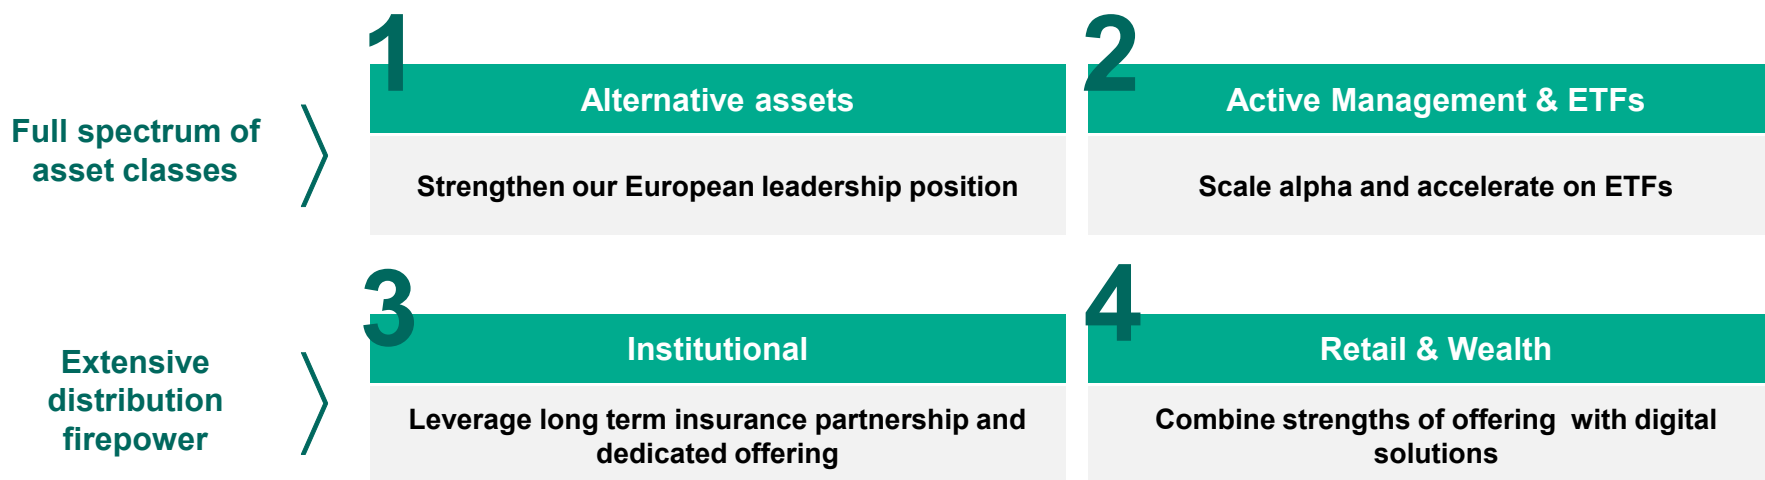 Full spectrum of
asset classes
1
Alternative assets
Strengthen our European leadership position
2
Active Management & ETFs
Scale alpha and accelerate on ETFs
Extensive
distribution
firepower
3
Institutional
Leverage long term insurance partnership and
dedicated offering
4
Retail & Wealth
Combine strengths of offering  with digital
solutions